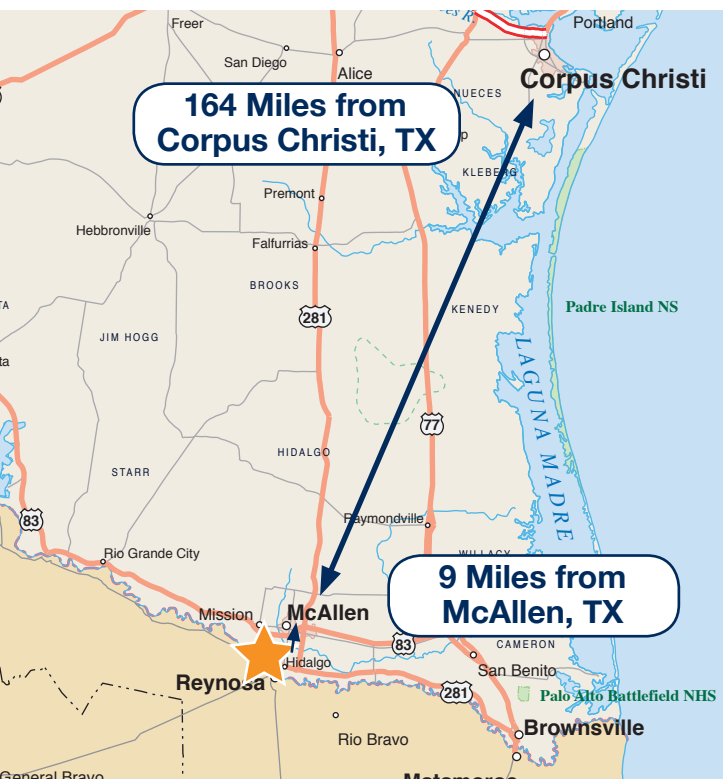 Freer
Portland
San Diego
Alice
Corpus Christi
164 Miles from
Corpus Christi, TX
NUECES
KLEBERG
Premont
Hebbronville
Falfurrias
BROOKS
281
KENEDY
Padre Island NS
JIM HOGG
LAGUNA MADRE
77
HIDALGO
STARR
83
Raymondville
WILLACY
Rio Grande City
9 Miles from
McAllen, TX
Mission
McAllen
83
CAMERON
Hidalgo
San Benito
Reynosa
281
Palo Alto Battlefield NHS
Rio Bravo
Brownsville
General Bravo
Matamoros